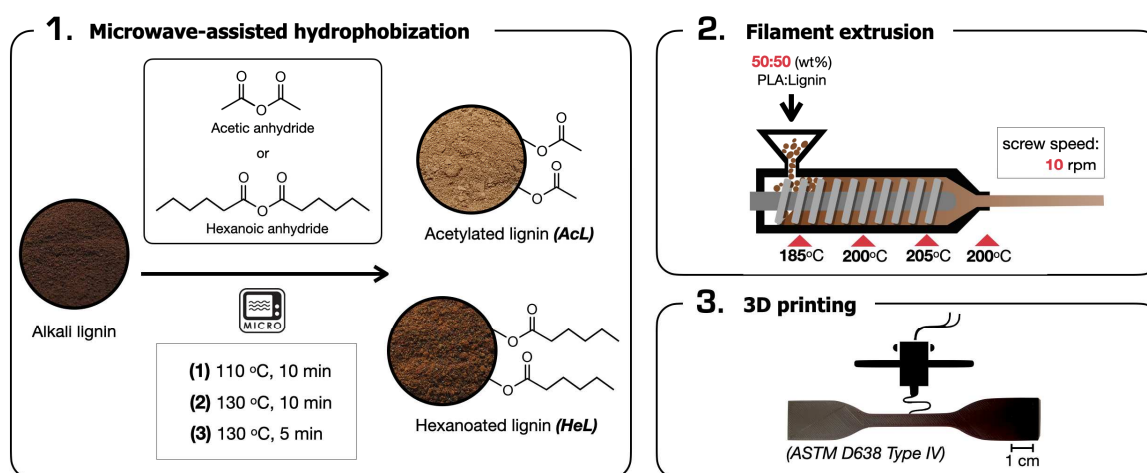 1. Microwave-assisted hydrophobization
O
O
O
Acetic anhydride
or
O
O
O
Hexanoic anhydride
Alkali lignin
MICRO
(1) 110 °C, 10 min
(2) 130 °C, 10 min
(3) 130 °C, 5 min
O
O
O
O
Acetylated lignin (AcL)
O
O
O
O
Hexanoated lignin (HeL)
2. Filament extrusion
50:50 (wt%)
PLA:Lignin
screw speed:
10 rpm
185°C 200°C 205°C 200°C
3. 3D printing
(ASTM D638 Type IV)
1 cm